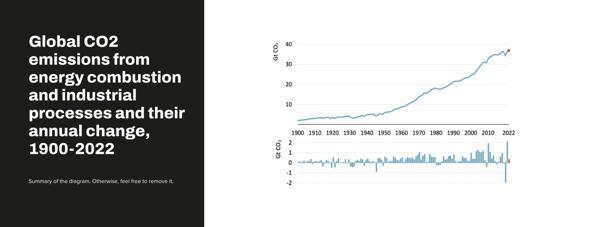 Global CO2
emissions from
energy combustion
and industrial
processes and their
annual change,
1900-2022
Summary of the diagram. Otherwise, feel free to remove it.
Gt CO₂
40
30
20
10
1900 1910 1920 1930 1940 1950 1960 1970 1980 1990 2000 2010 2022
Gt CO₂
2
1
0
-1
-2